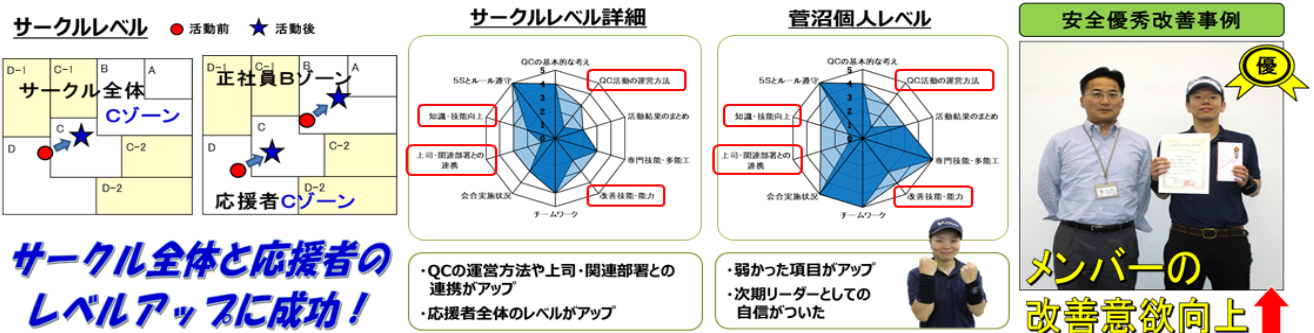 サークルレベル
活動前
活動後
D-1
C-1
B
A
サークル全体
Cゾーン
C
D
C-2
D-2
D-1
C-1
B
A
正社員Bゾーン
C
D
C-2
D-2
応援者Cゾーン
サークル全体と応援者の
レベルアップに成功!
サークルレベル詳細
QCの基本的な考え
QC活動の運営方法
活動結果のまとめ
専門技能・多能工
改善技能・能力
チームワーク
会合実施状況
上司・関連部署との
連携
知識・技能向上
5Sとルール遵守
5
4
3
2
1
0
・QCの運営方法や上司・関連部署との
連携がアップ
・応援者全体のレベルがアップ
菅沼個人レベル
QCの基本的な考え
QC活動の運営方法
活動結果のまとめ
専門技能・多能工
改善技能・能力
チームワーク
会合実施状況
上司・関連部署との
連携
知識・技能向上
5Sとルール遵守
5
4
3
2
1
0
・弱かった項目がアップ
・次期リーダーとしての
自信がついた
安全優秀改善事例
優
メンバーの
改善意欲向上